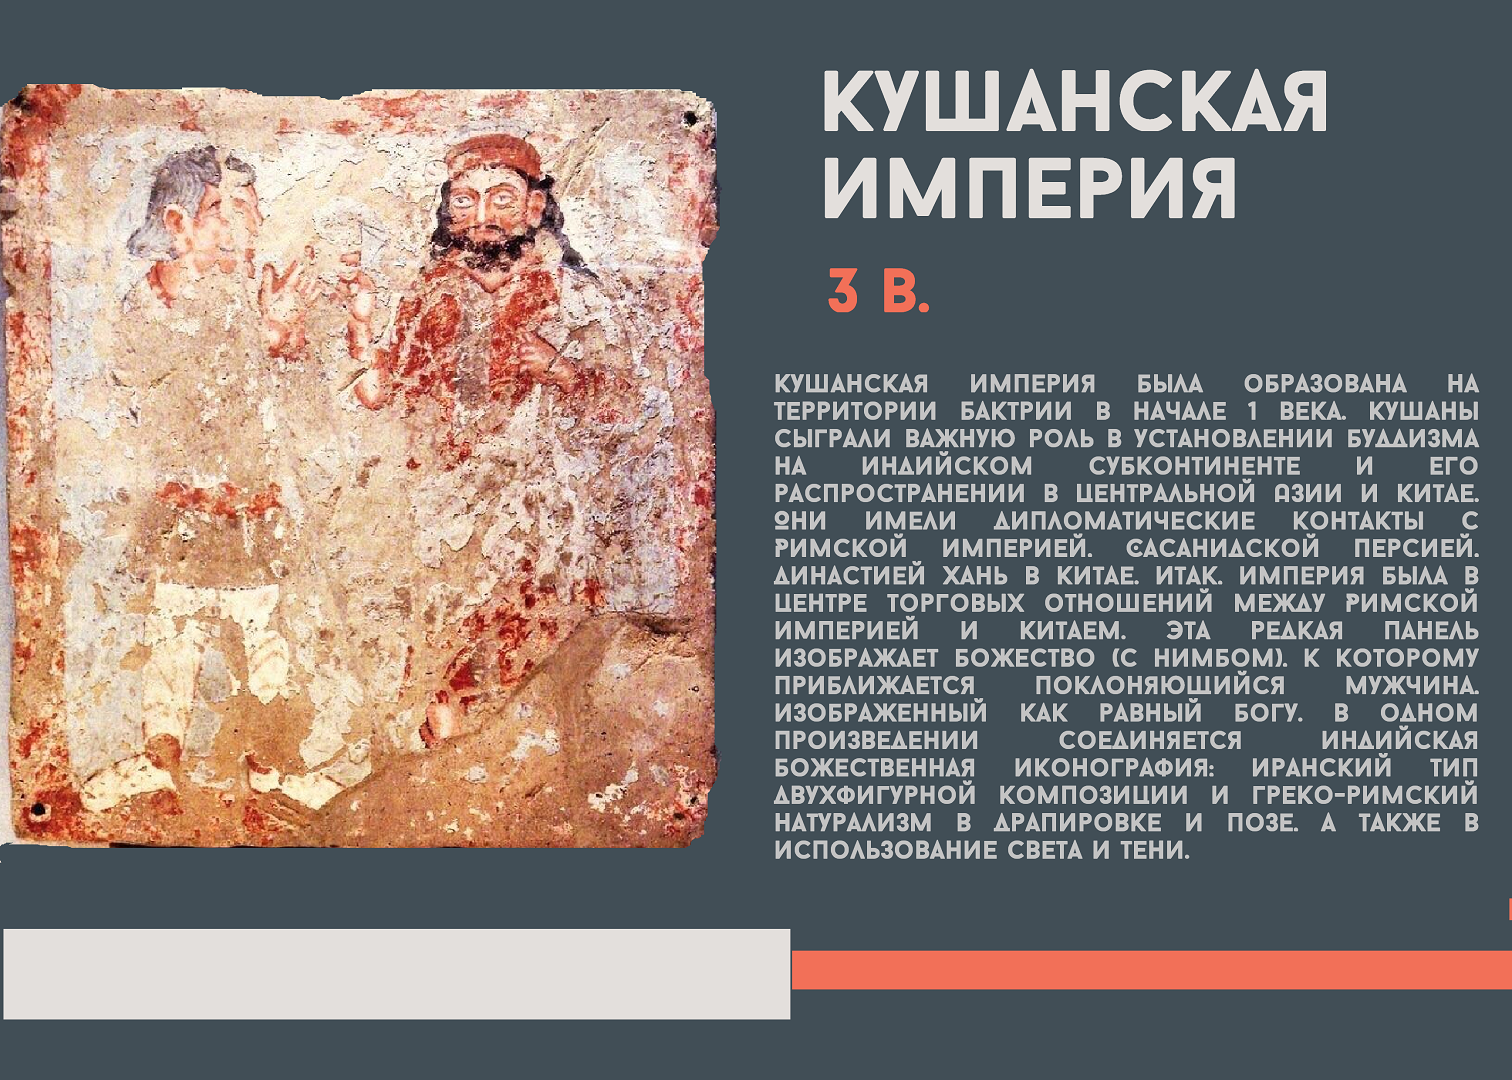 КУШАНСКАЯ
ИМПЕРИЯ
3 В.
КУШАНСКАЯ ИМПЕРИЯ БЫЛА ОБРАЗОВАНА НА
ТЕРРИТОРИИ БАКТРИИ В НАЧАЛЕ 1 ВЕКА. КУШАНЫ
СЫГРАЛИ ВАЖНУЮ РОЛЬ В УСТАНОВЛЕНИИ БУДДИЗМА
НА ИНДИЙСКОМ СУБКОНТИНЕНТЕ И ЕГО
РАСПРОСТРАНЕНИИ В ЦЕНТРАЛЬНОЙ АЗИИ И КИТАЕ.
ОНИ ИМЕЛИ ДИПЛОМАТИЧЕСКИЕ КОНТАКТЫ С
РИМСКОЙ ИМПЕРИЕЙ. САСАНИДСКОЙ ПЕРСИЕЙ.
ДИНАСТИЕЙ ХАНЬ В КИТАЕ. ИТАК. ИМПЕРИЯ БЫЛА В
ЦЕНТРЕ ТОРГОВЫХ ОТНОШЕНИЙ МЕЖДУ РИМСКОЙ
ИМПЕРИЕЙ И КИТАЕМ. ЭТА РЕДКАЯ ПАНЕЛЬ
ИЗОБРАЖАЕТ БОЖЕСТВО (С НИМБОМ). К КОТОРОМУ
ПРИБЛИЖАЕТСЯ ПОКЛОНЯЮЩИЙСЯ МУЖЧИНА.
ИЗОБРАЖЕННЫЙ КАК РАВНЫЙ БОГУ. В ОДНОМ
ПРОИЗВЕДЕНИИ СОЕДИНЯЕТСЯ ИНДИЙСКАЯ
БОЖЕСТВЕННАЯ ИКОНОГРАФИЯ: ИРАНСКИЙ ТИП
ДВУХФИГУРНОЙ КОМПОЗИЦИИ И ГРЕКО-РИМСКИЙ
НАТУРАЛИЗМ В ДРАПИРОВКЕ И ПОЗЕ. А ТАКЖЕ В
ИСПОЛЬЗОВАНИЕ СВЕТА И ТЕНИ.